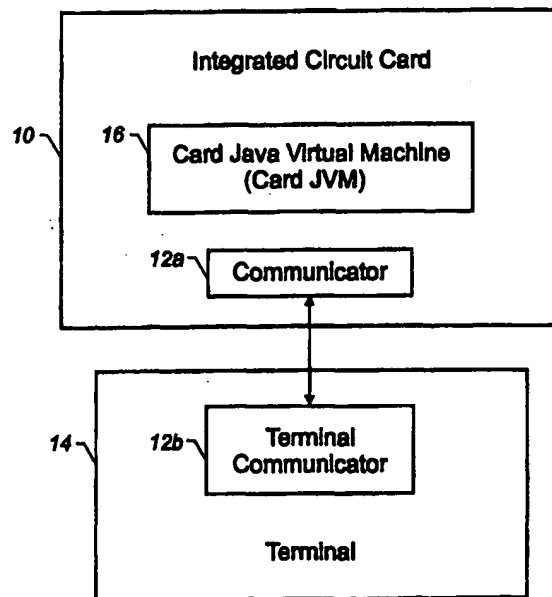 Integrated Circuit Card
10
16
Card Java Virtual Machine
(Card JVM)
12a
Communicator
14
12b
Terminal
Communicator
Terminal